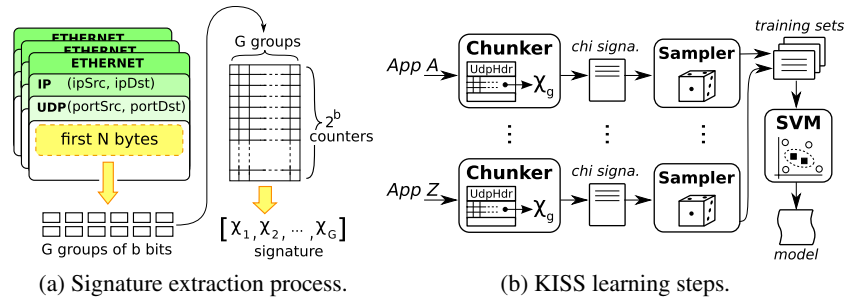 ETHERNET
ETHERNET
ETHERNET
IP (ipSrc, ipDst)
UDP(portSrc, portDst)
first N bytes
G groups of b bits
G groups
2^b
counters
[χ1, χ2, ... ,χG]
signature
(a) Signature extraction process.
training sets
App A
Chunker
UdpHdr
χg
chi signa.
Sampler
SVM
App Z
Chunker
UdpHdr
χg
chi signa.
Sampler
model
(b) KISS learning steps.